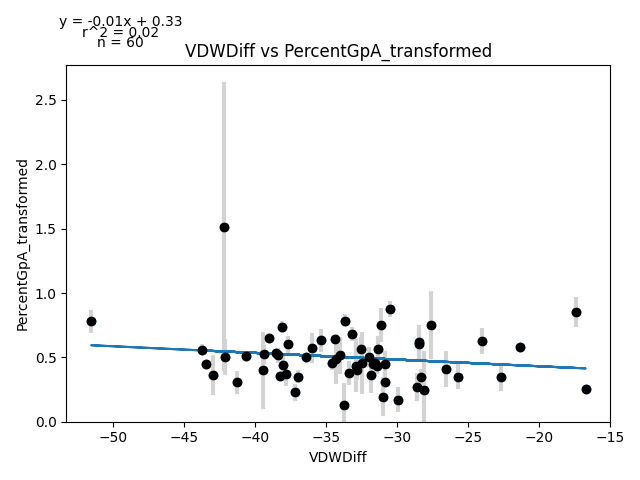 y = -0.01x + 0.33
r^2 = 0.02
n = 60
VDWDiff vs PercentGpA_transformed
PercentGpA_transformed
2.5
2.0
1.5
1.0
0.5
0.0
−50
−45
−40
−35
−30
−25
−20
−15
VDWDiff